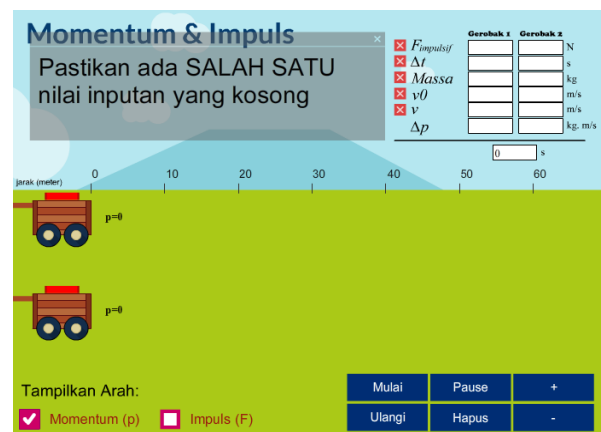 Momentum & Impuls
×
Pastikan ada SALAH SATU
nilai inputan yang kosong
Gerobak 1 Gerobak 2
F impulsif N
Δt s
Massa kg
v0 m/s
v m/s
Δp kg. m/s
0 s
jarak (meter) 0 10 20 30 40 50 60
p=0
p=0
Tampilkan Arah:
Momentum (p) Impuls (F)
Mulai Pause +
Ulangi Hapus -